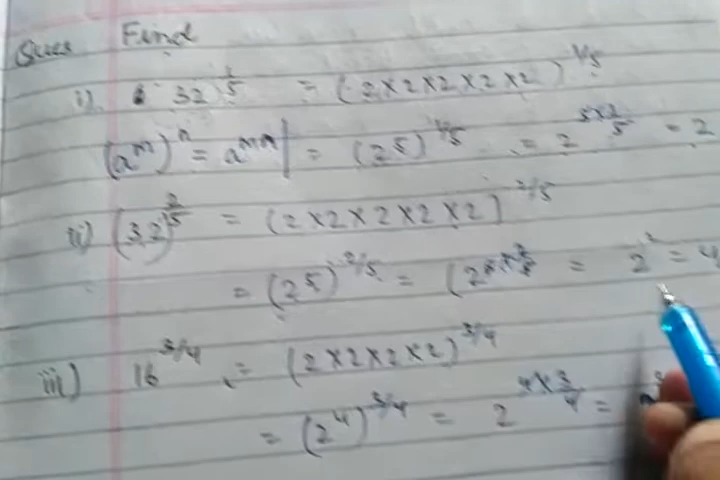 Ques Find
i) 32^{1/5} = (2×2×2×2×2)^{1/5}
(a^m)^n = a^{mn} | = (2^5)^{1/5} = 2^{5×1/5} = 2
ii) (32)^{2/5} = (2×2×2×2×2)^{2/5}
= (2^5)^{2/5} = (2^{5×2/5} = 2^2 = 4
iii) 16^{3/4} = (2×2×2×2)^{3/4}
= (2^4)^{3/4} = 2^{4×3/4} =